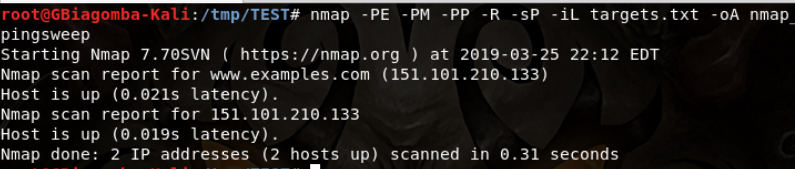 root@GBiagomba-Kali:/tmp/TEST# nmap -PE -PM -PP -R -sP -iL targets.txt -oA nmap_
pingsweep
Starting Nmap 7.70SVN ( https://nmap.org ) at 2019-03-25 22:12 EDT
Nmap scan report for www.examples.com (151.101.210.133)
Host is up (0.021s latency).
Nmap scan report for 151.101.210.133
Host is up (0.019s latency).
Nmap done: 2 IP addresses (2 hosts up) scanned in 0.31 seconds